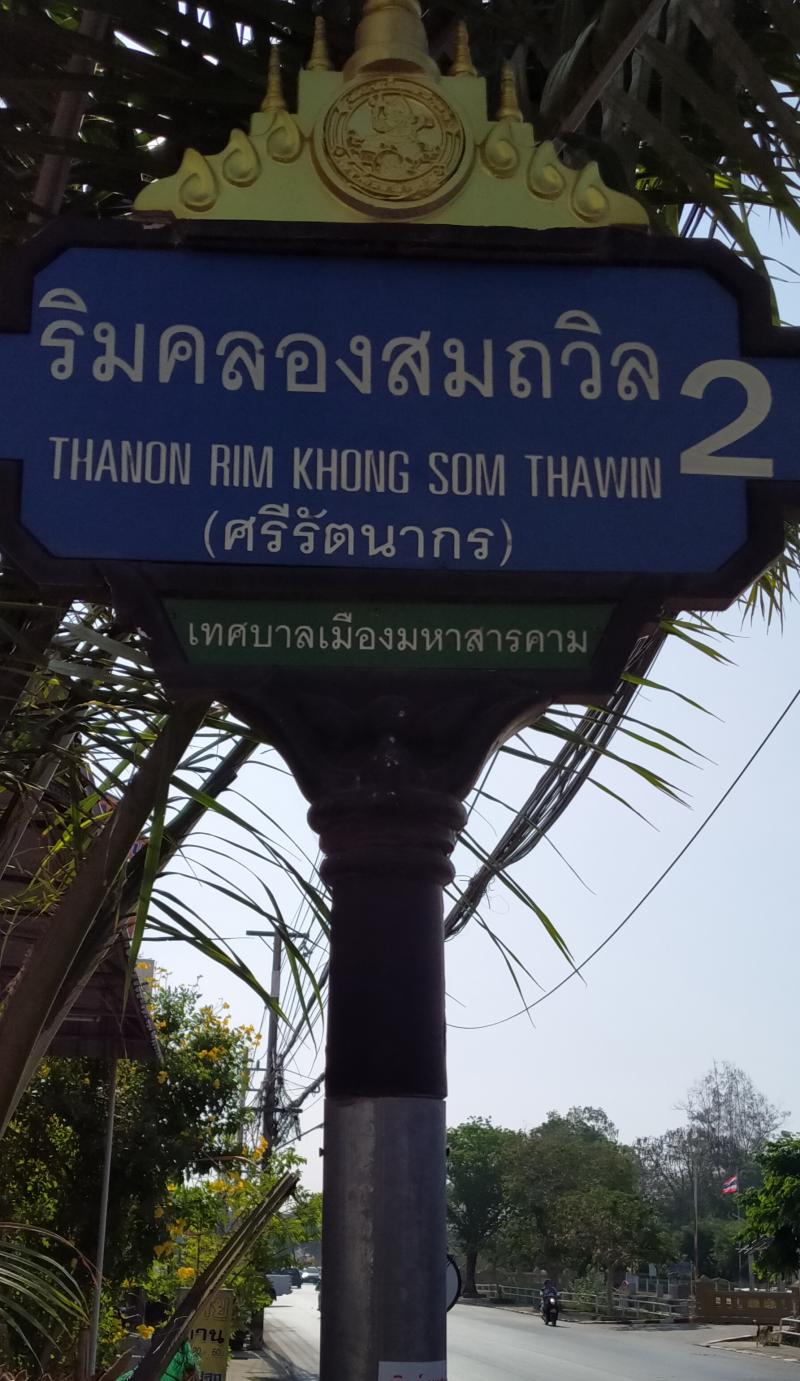 ริมคลองสมถวิล 2
THANON RIM KHONG SOM THAWIN
(ศรีรัตนากร)
เทศบาลเมืองมหาสารคาม